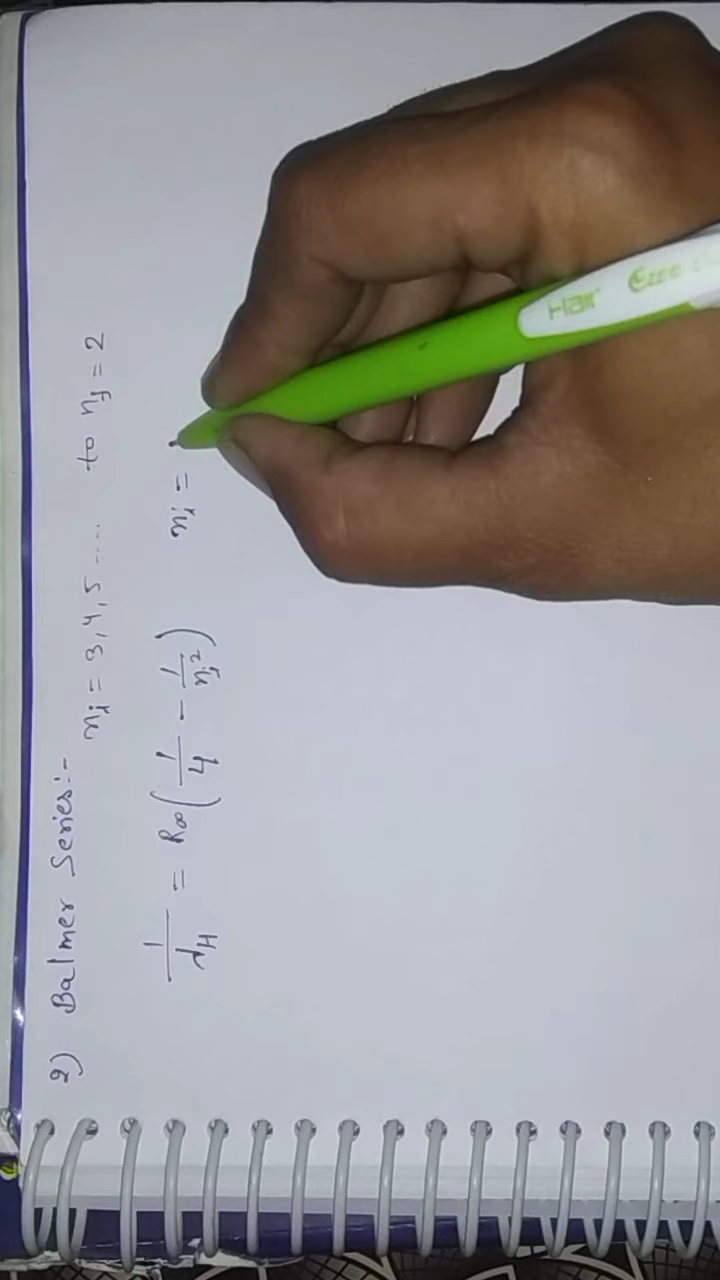 2) Balmer Series:-
nᵢ = 3, 4, 5 .... to n_f = 2
1/λ_H = R∞ ( 1/4 - 1/nᵢ² ) nᵢ =
Hair